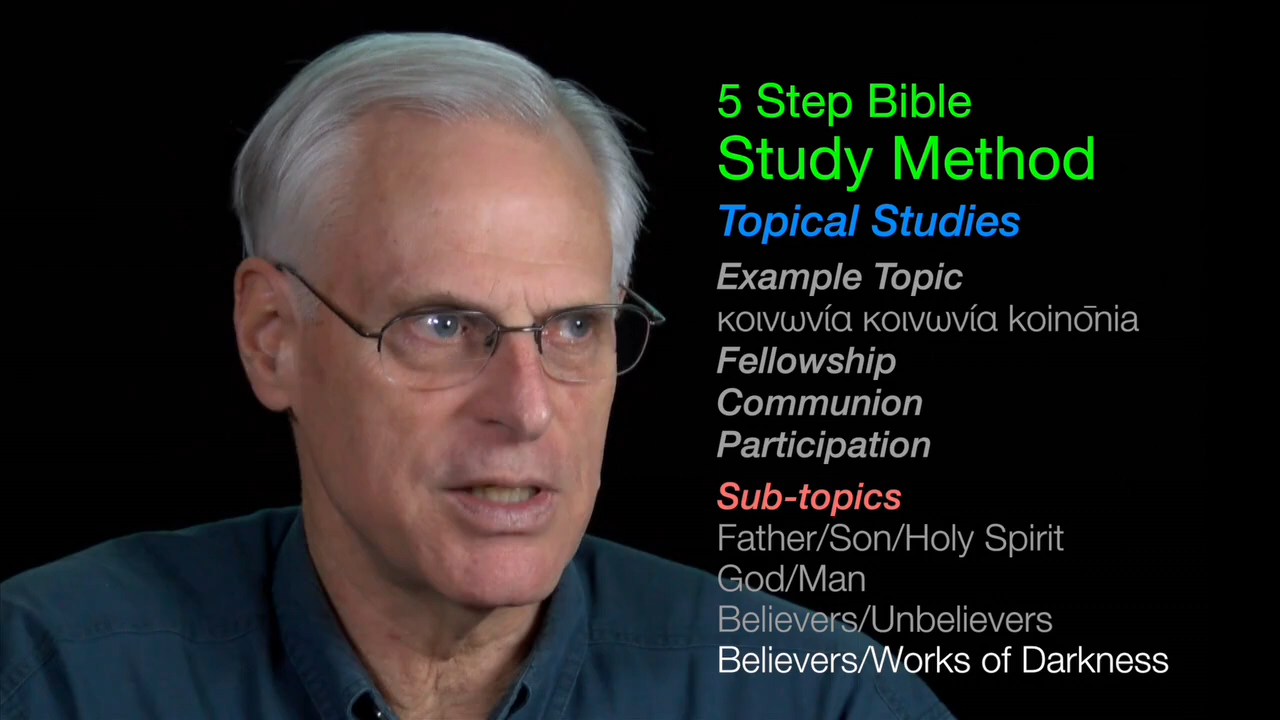 5 Step Bible
Study Method
Topical Studies
Example Topic
κοινωνία κοινωνία koinōnia
Fellowship
Communion
Participation
Sub-topics
Father/Son/Holy Spirit
God/Man
Believers/Unbelievers
Believers/Works of Darkness